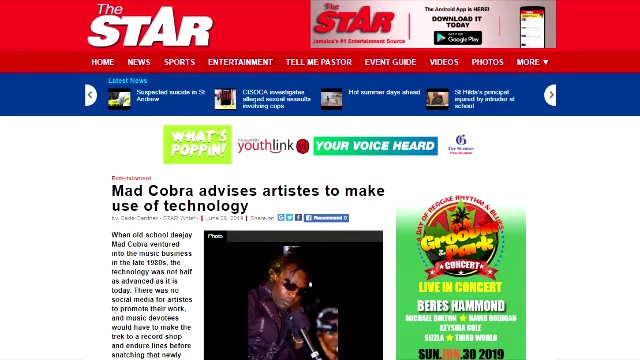 The
STAR
The
STAR
Jamaica's #1 Entertainment Source
The Android App is HERE!
DOWNLOAD IT
TODAY!
GET IT ON
Google Play
HOME NEWS SPORTS ENTERTAINMENT TELL ME PASTOR EVENT GUIDE VIDEOS PHOTOS MORE ▼
Latest News
Suspected suicide in St
Andrew
CISOCA investigates
alleged sexual assaults
involving cops
Hot summer days ahead
St Hilda's principal
injured by intruder at
school
WHAT'S
POPPIN!
youthlink
YOUR VOICE HEARD
The Gleaner
Entertainment
Mad Cobra advises artistes to make
use of technology
by Sade Gardner - STAR Writer | June 28, 2019 | Share on
Recommend 0
When old school deejay
Mad Cobra ventured
into the music business
in the late 1980s, the
technology was not half
as advanced as it is
today. There was no
social media for artistes
to promote their work,
and music devotees
would have to make the
trek to a record shop
and endure lines before
snatching that newly
Photo
A DAY OF REGGAE RHYTHM & BLUES
Groovin
IN THE
Park
CONCERT
LIVE IN CONCERT
BERES HAMMOND
MICHAEL BOLTON ★ DAVID RODIGAN
KEYSHIA COLE
SIZZLA ★ THIRD WORLD
SUN.JUN.30 2019